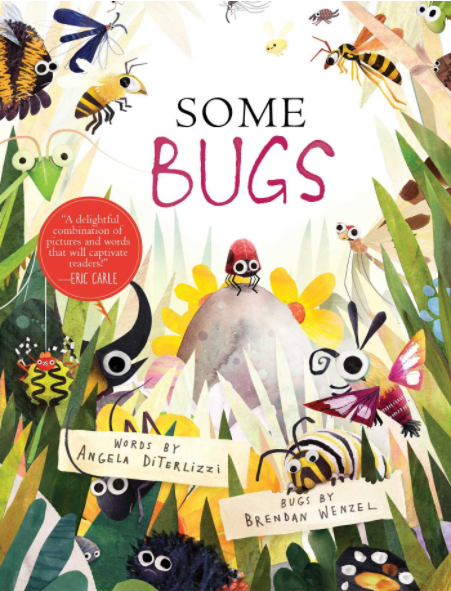 SOME
BUGS
"A delightful
combination of
pictures and words
that will captivate
readers!"
—ERIC CARLE
WORDS BY
ANGELA DITERLIZZI
BUGS BY
BRENDAN WENZEL